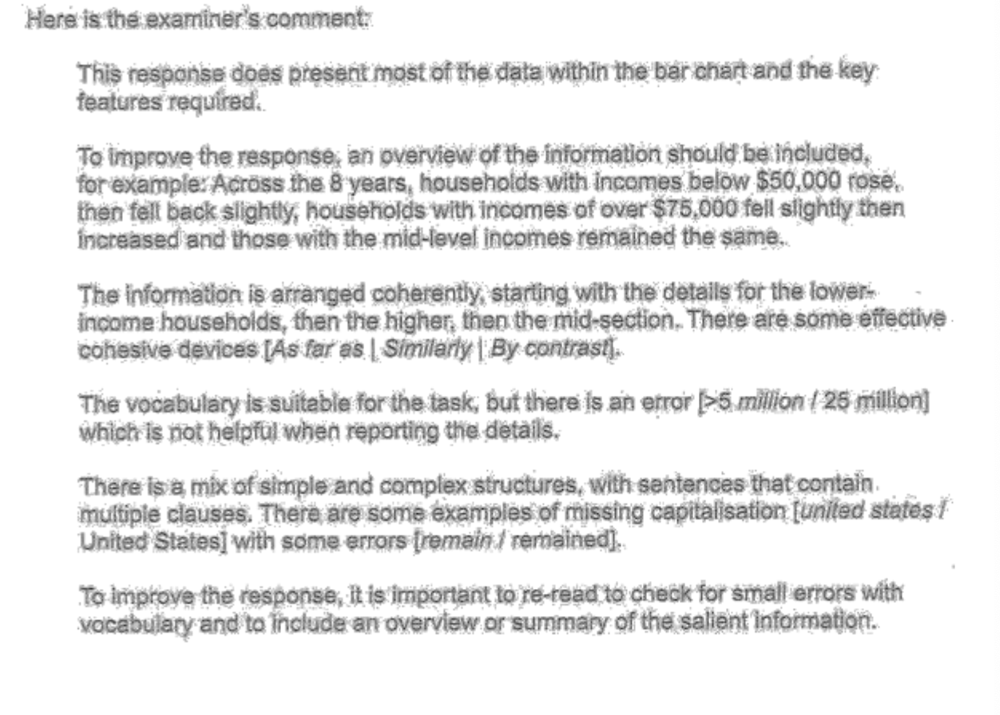 Here is the examiner's comment:
This response does present most of the data within the bar chart and the key
features required.
To improve the response, an overview of the information should be included,
for example: Across the 8 years, households with incomes below $50,000 rose,
then fell back slightly, households with incomes of over $75,000 fell slightly then
increased and those with the mid-level incomes remained the same.
The information is arranged coherently, starting with the details for the lower-
income households, then the higher, then the mid-section. There are some effective
cohesive devices [As far as | Similarly | By contrast].
The vocabulary is suitable for the task, but there is an error [>5 million / 25 million]
which is not helpful when reporting the details.
There is a mix of simple and complex structures, with sentences that contain
multiple clauses. There are some examples of missing capitalisation [united states /
United States] with some errors [remain / remained].
To improve the response, it is important to re-read to check for small errors with
vocabulary and to include an overview or summary of the salient information.